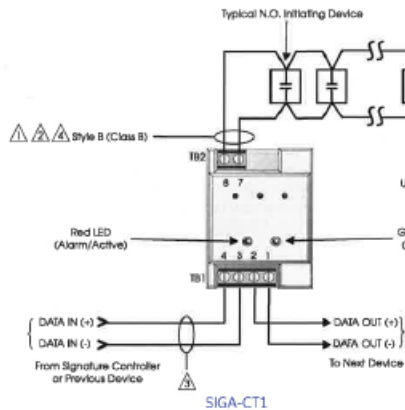 Typical N.O. Initiating Device
1 2 4 Style B (Class B)
TB2
8 7
Red LED
(Alarm/Active)
G
4 3 2 1
TB1
DATA IN (+)
DATA OUT (+)
DATA IN (-)
DATA OUT (-)
From Signature Controller
or Previous Device
To Next Device
3
SIGA-CT1